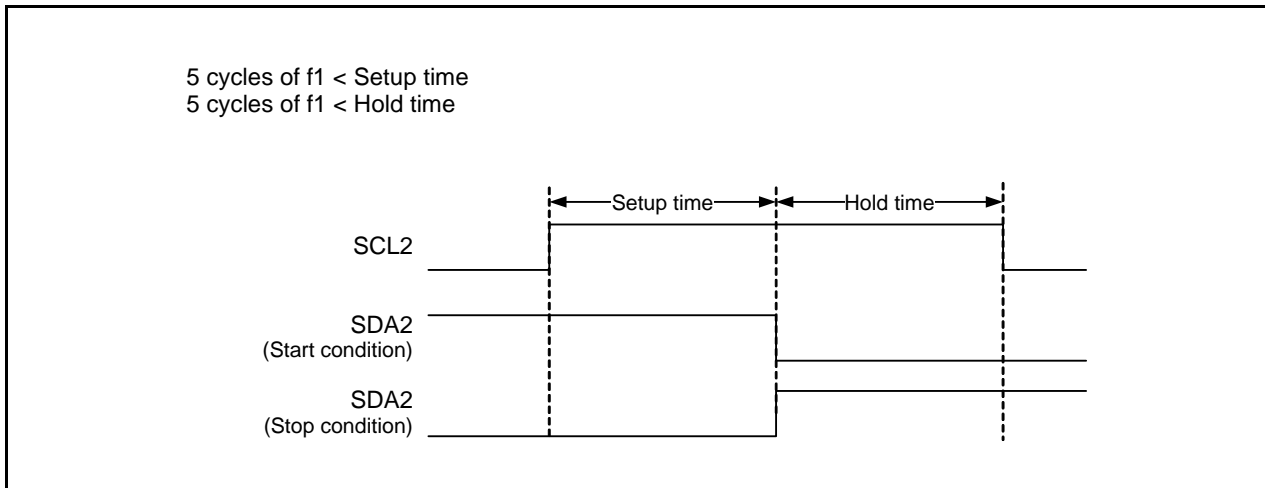 5 cycles of f1 < Setup time
5 cycles of f1 < Hold time
Setup time
Hold time
SCL2
SDA2
(Start condition)
SDA2
(Stop condition)